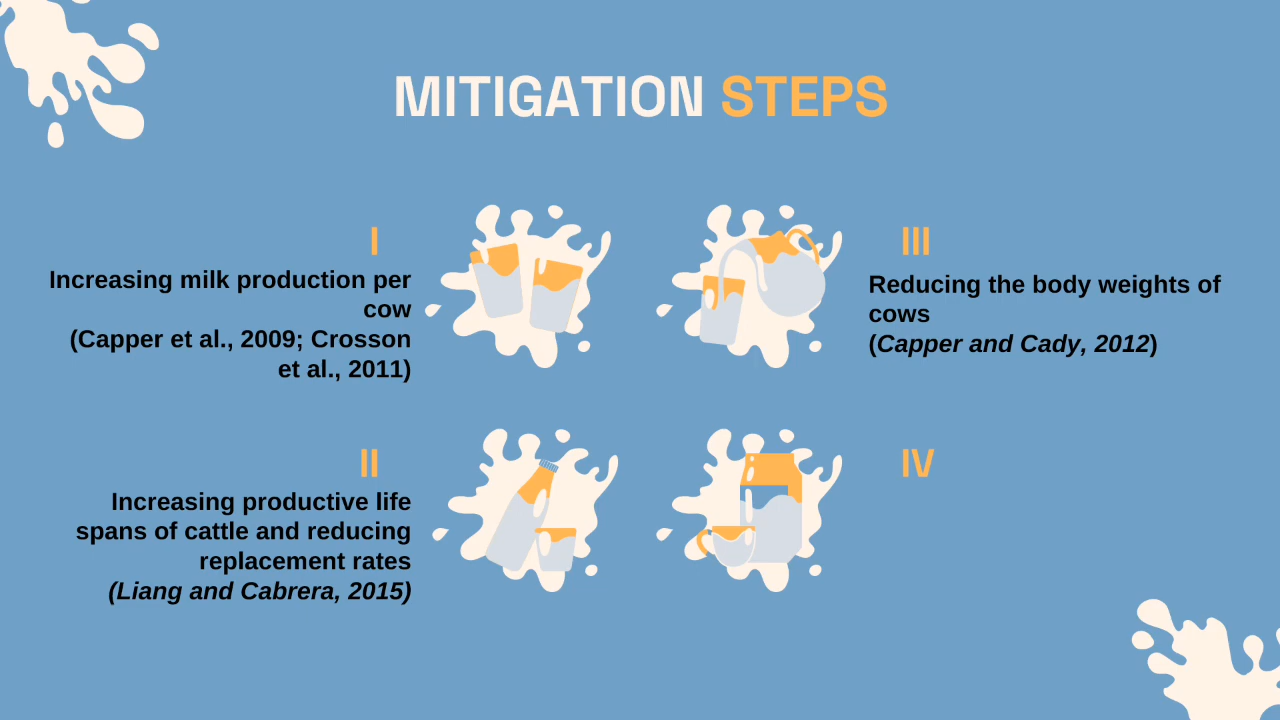 MITIGATION STEPS
I
Increasing milk production per
cow
(Capper et al., 2009; Crosson
et al., 2011)
II
Increasing productive life
spans of cattle and reducing
replacement rates
(Liang and Cabrera, 2015)
III
Reducing the body weights of
cows
(Capper and Cady, 2012)
IV